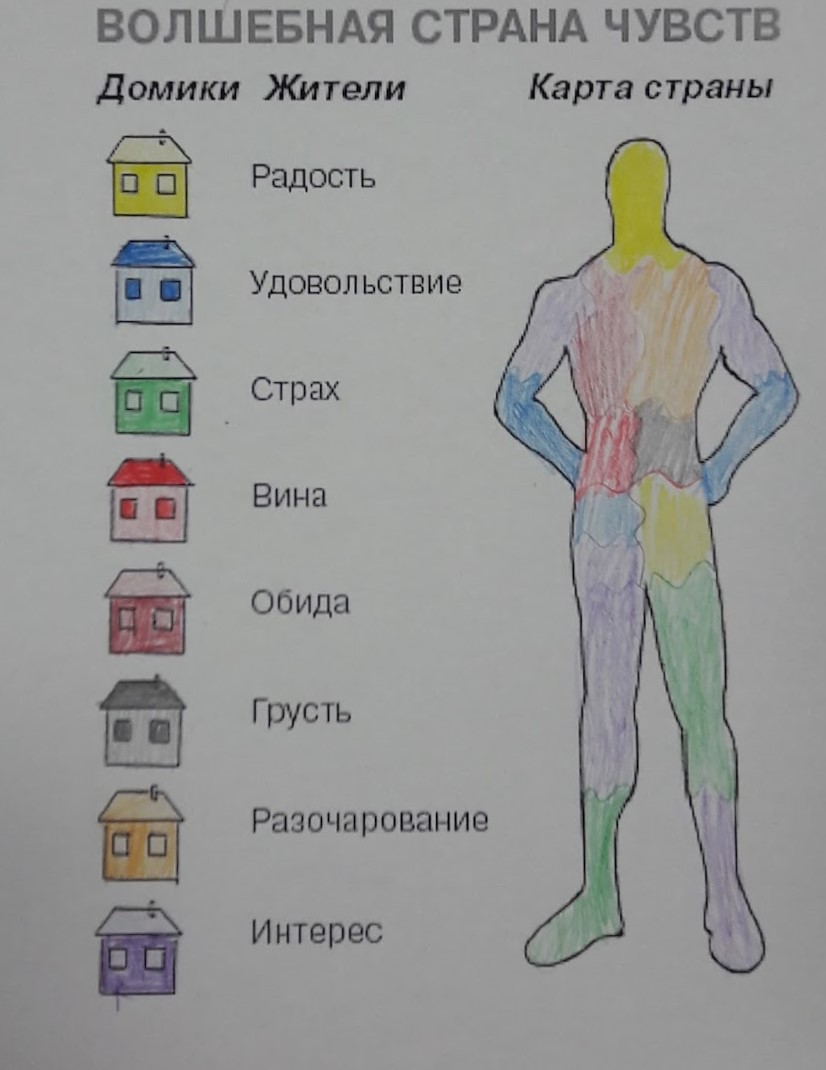 ВОЛШЕБНАЯ СТРАНА ЧУВСТВ
Домики Жители Карта страны
Радость
Удовольствие
Страх
Вина
Обида
Грусть
Разочарование
Интерес